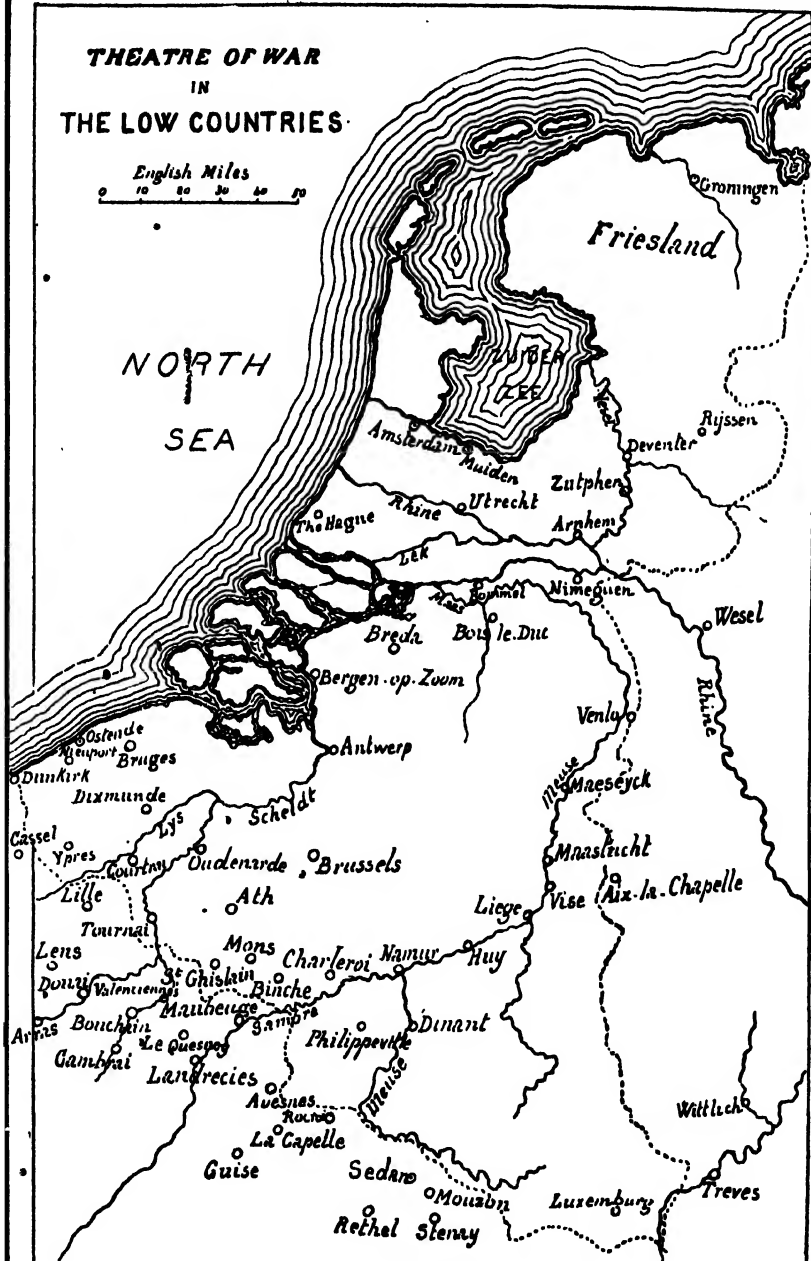 THEATRE OF WAR
IN
THE LOW COUNTRIES.
English Miles
0 10 20 30 40 50
Groningen
Friesland
NORTH
SEA
ZUIDER
ZEE
Yssel
Amsterdam
Muiden
Deventer
Rijssen
Zutphen
The Hague
Rhine
Utrecht
Arnhem
Lek
Maas
Bommel
Nimeguen
Breda
Bois le Duc
Wesel
Rhine
Bergen-op-Zoom
Venlo
Ostende
Nieuport
Bruges
Dunkirk
Antwerp
Meuse
Maeseyck
Dixmunde
Lys
Scheldt
Cassel
Ypres
Courtray
Oudenarde
Brussels
Maastricht
Lille
Ath
Vise
Aix-la-Chapelle
Tournai
Liege
Lens
Mons
Douai
Valenciennes
St Ghislain
Binche
Charleroi
Namur
Huy
Arras
Bouchain
Maubeuge
Sambre
Cambrai
Le Quesnoy
Philippeville
Dinant
Landrecies
Avesnes
Rocroi
Meuse
Wittlich
La Capelle
Guise
Sedan
Mouzon
Luxemburg
Treves
Rethel
Stenay